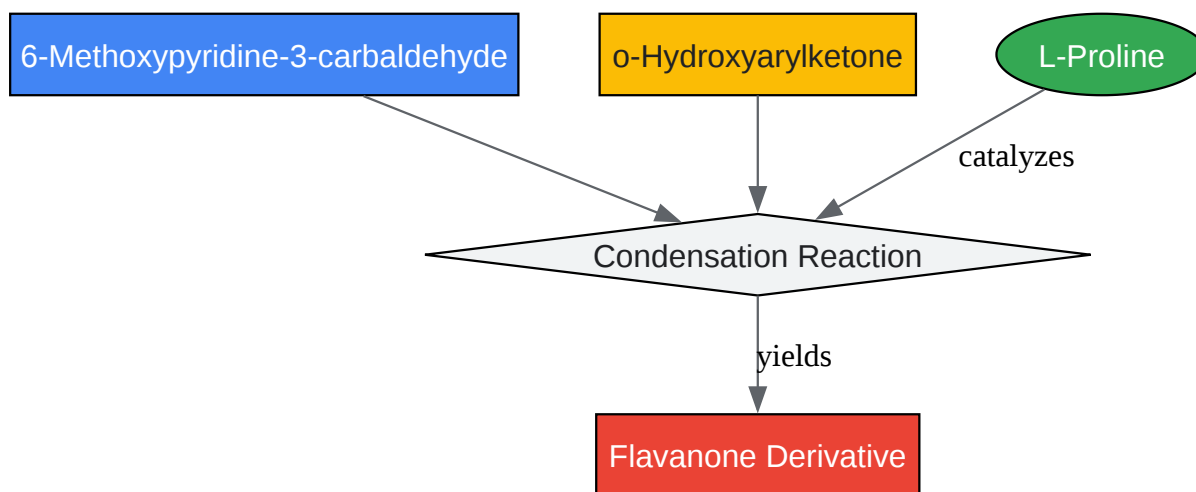 6-Methoxypyridine-3-carbaldehyde
o-Hydroxyarylketone
L-Proline
catalyzes
Condensation Reaction
yields
Flavanone Derivative